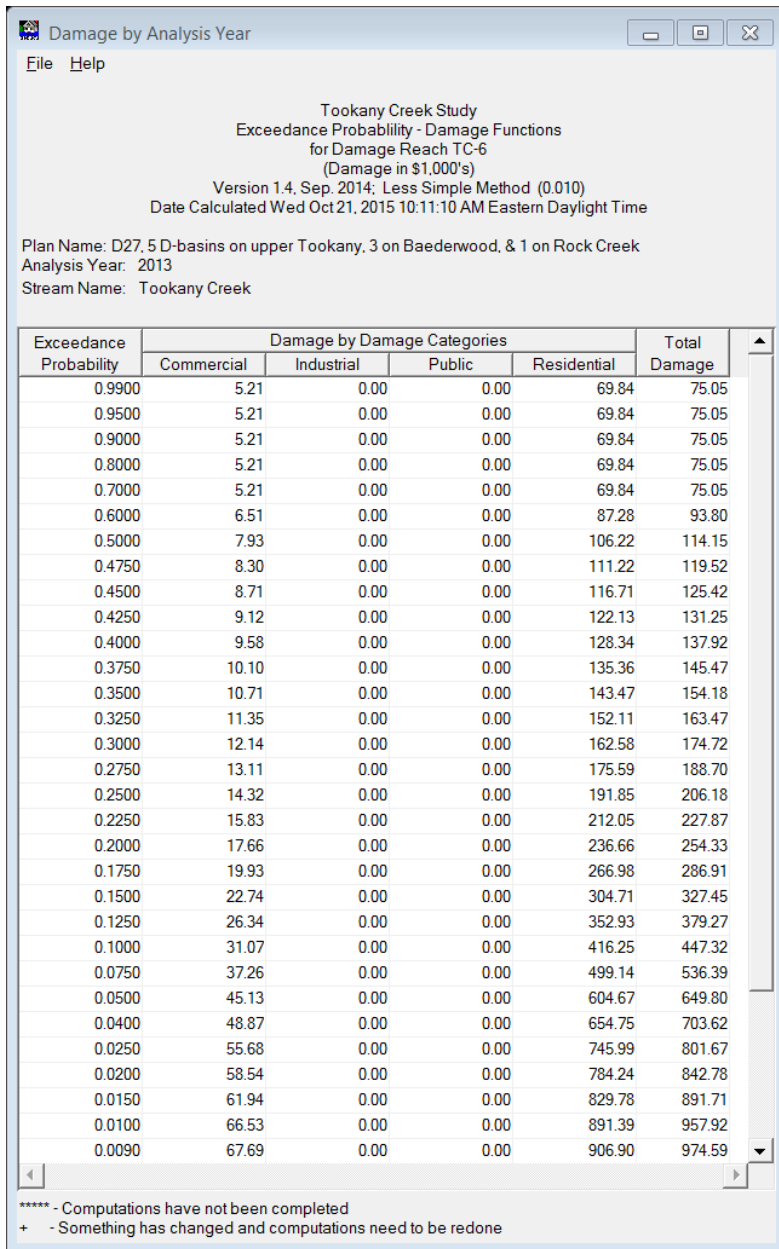 Damage by Analysis Year
File Help
Tookany Creek Study
Exceedance Probablility - Damage Functions
for Damage Reach TC-6
(Damage in $1,000's)
Version 1.4, Sep. 2014; Less Simple Method (0.010)
Date Calculated Wed Oct 21, 2015 10:11:10 AM Eastern Daylight Time
Plan Name: D27, 5 D-basins on upper Tookany, 3 on Baederwood, & 1 on Rock Creek
Analysis Year: 2013
Stream Name: Tookany Creek
Exceedance Damage by Damage Categories Total
Probability Commercial Industrial Public Residential Damage
0.9900 5.21 0.00 0.00 69.84 75.05
0.9500 5.21 0.00 0.00 69.84 75.05
0.9000 5.21 0.00 0.00 69.84 75.05
0.8000 5.21 0.00 0.00 69.84 75.05
0.7000 5.21 0.00 0.00 69.84 75.05
0.6000 6.51 0.00 0.00 87.28 93.80
0.5000 7.93 0.00 0.00 106.22 114.15
0.4750 8.30 0.00 0.00 111.22 119.52
0.4500 8.71 0.00 0.00 116.71 125.42
0.4250 9.12 0.00 0.00 122.13 131.25
0.4000 9.58 0.00 0.00 128.34 137.92
0.3750 10.10 0.00 0.00 135.36 145.47
0.3500 10.71 0.00 0.00 143.47 154.18
0.3250 11.35 0.00 0.00 152.11 163.47
0.3000 12.14 0.00 0.00 162.58 174.72
0.2750 13.11 0.00 0.00 175.59 188.70
0.2500 14.32 0.00 0.00 191.85 206.18
0.2250 15.83 0.00 0.00 212.05 227.87
0.2000 17.66 0.00 0.00 236.66 254.33
0.1750 19.93 0.00 0.00 266.98 286.91
0.1500 22.74 0.00 0.00 304.71 327.45
0.1250 26.34 0.00 0.00 352.93 379.27
0.1000 31.07 0.00 0.00 416.25 447.32
0.0750 37.26 0.00 0.00 499.14 536.39
0.0500 45.13 0.00 0.00 604.67 649.80
0.0400 48.87 0.00 0.00 654.75 703.62
0.0250 55.68 0.00 0.00 745.99 801.67
0.0200 58.54 0.00 0.00 784.24 842.78
0.0150 61.94 0.00 0.00 829.78 891.71
0.0100 66.53 0.00 0.00 891.39 957.92
0.0090 67.69 0.00 0.00 906.90 974.59
***** - Computations have not been completed
+ - Something has changed and computations need to be redone